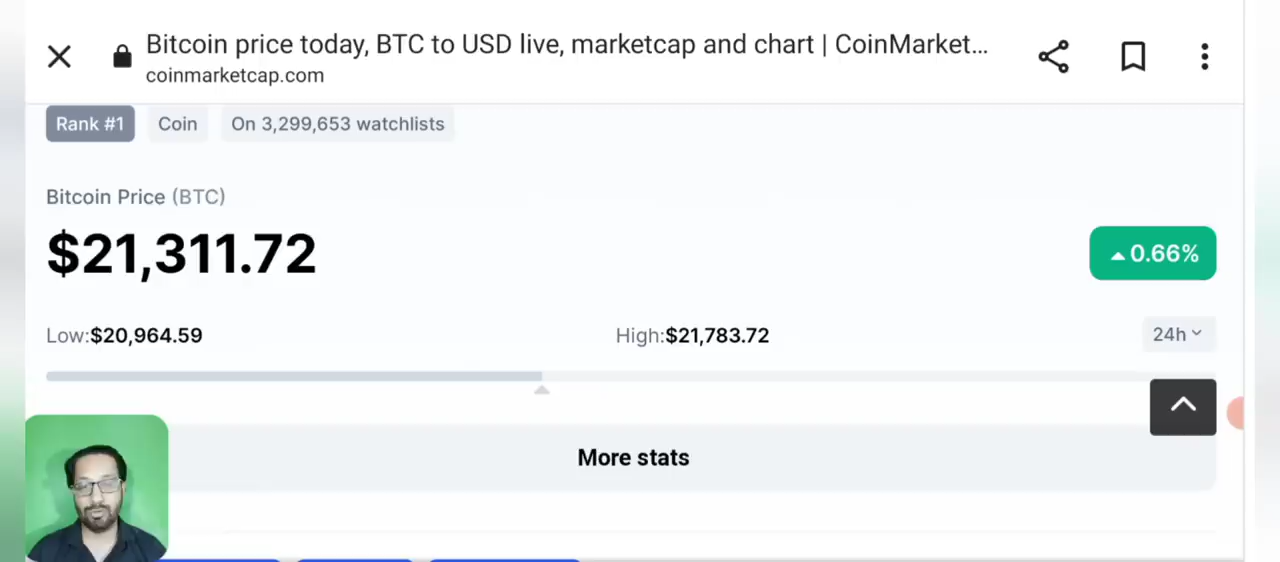 Bitcoin price today, BTC to USD live, marketcap and chart | CoinMarket...
coinmarketcap.com
Rank #1 Coin On 3,299,653 watchlists
Bitcoin Price (BTC)
$21,311.72 0.66%
Low:$20,964.59 High:$21,783.72 24h
More stats